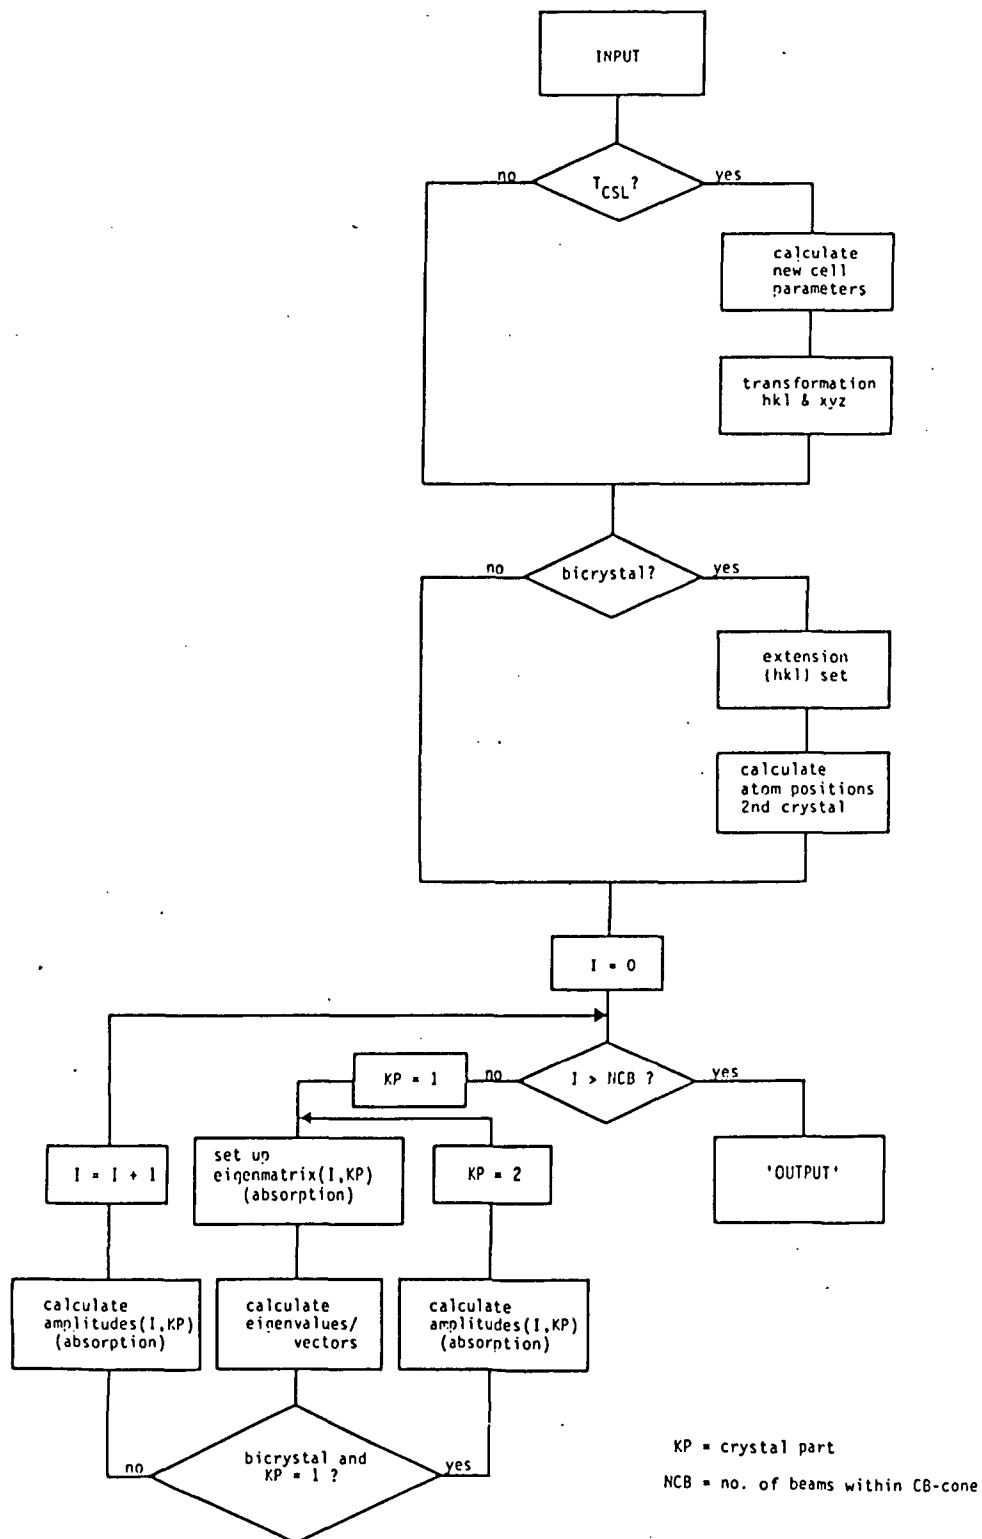 INPUT
no
T_CSL?
yes
calculate
new cell
parameters
transformation
hkl & xyz
no
bicrystal?
yes
extension
(hkl) set
calculate
atom positions
2nd crystal
I = 0
KP = 1
no
I > NCB ?
yes
I = I + 1
set up
eigenmatrix(I,KP)
(absorption)
KP = 2
'OUTPUT'
calculate
amplitudes(I,KP)
(absorption)
calculate
eigenvalues/
vectors
calculate
amplitudes(I,KP)
(absorption)
no
bicrystal and
KP = 1 ?
yes
KP = crystal part
NCB = no. of beams within CB-cone